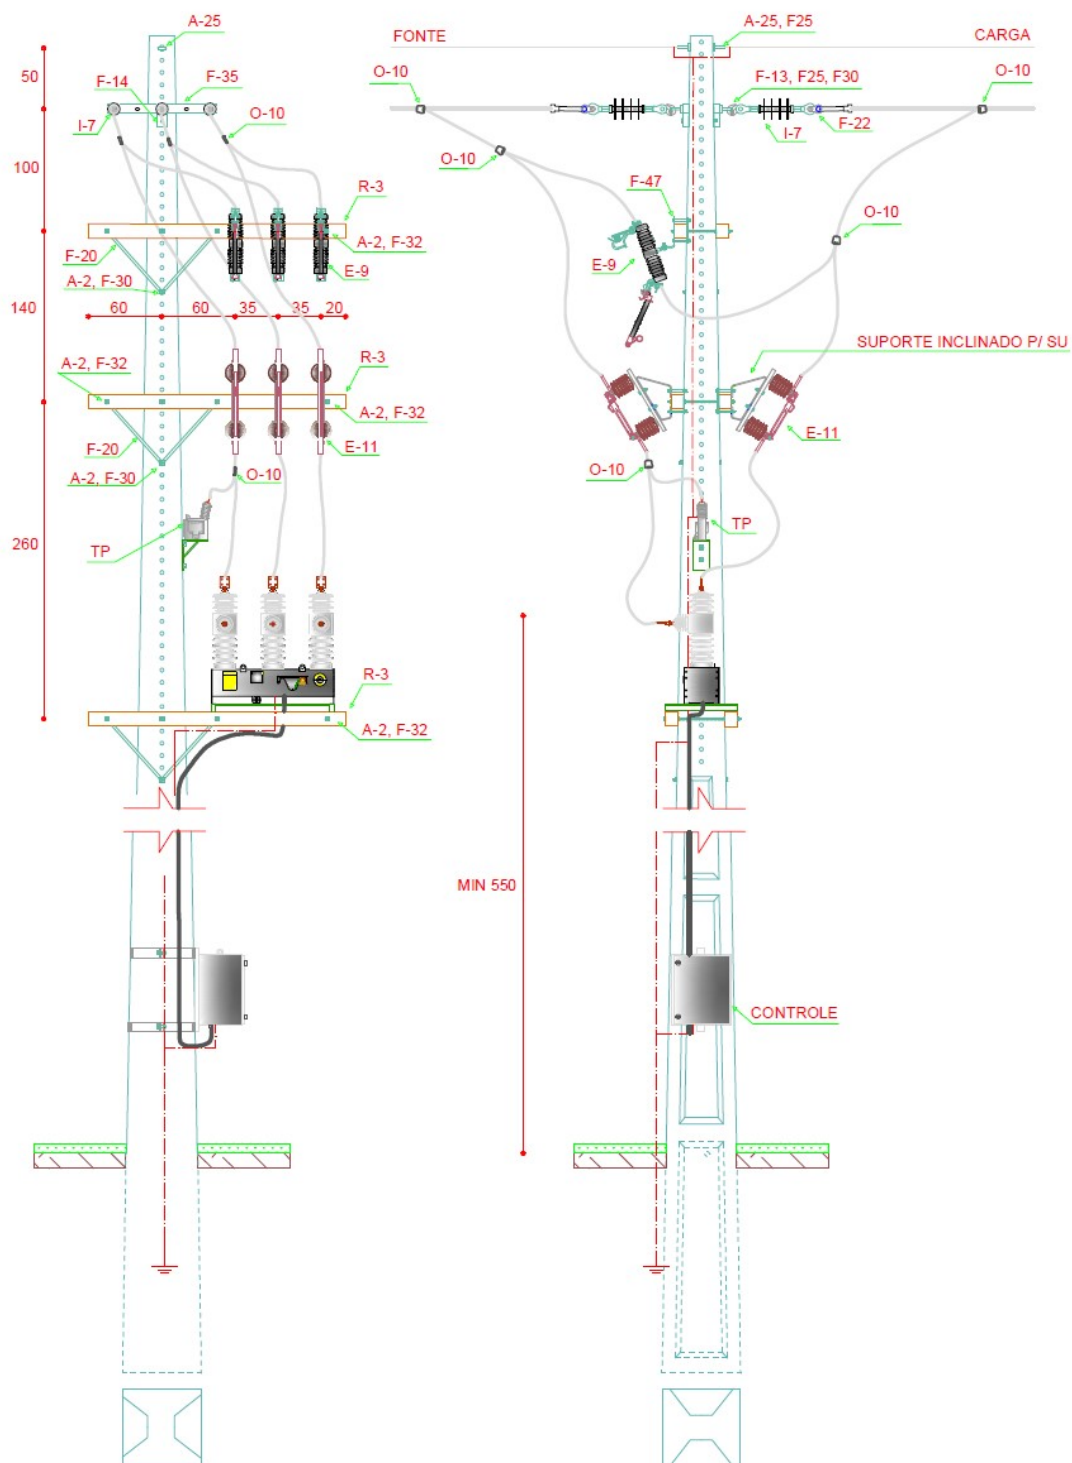 A-25
A-25, F25
FONTE
CARGA
50
F-14
F-35
O-10
F-13, F25, F30
O-10
I-7
O-10
F-22
I-7
100
O-10
R-3
F-47
O-10
A-2, F-32
F-20
E-9
E-9
A-2, F-30
140
60
60
35
35
20
SUPORTE INCLINADO P/ SU
A-2, F-32
R-3
A-2, F-32
F-20
E-11
E-11
A-2, F-30
O-10
O-10
TP
TP
260
R-3
A-2, F-32
MIN 550
CONTROLE